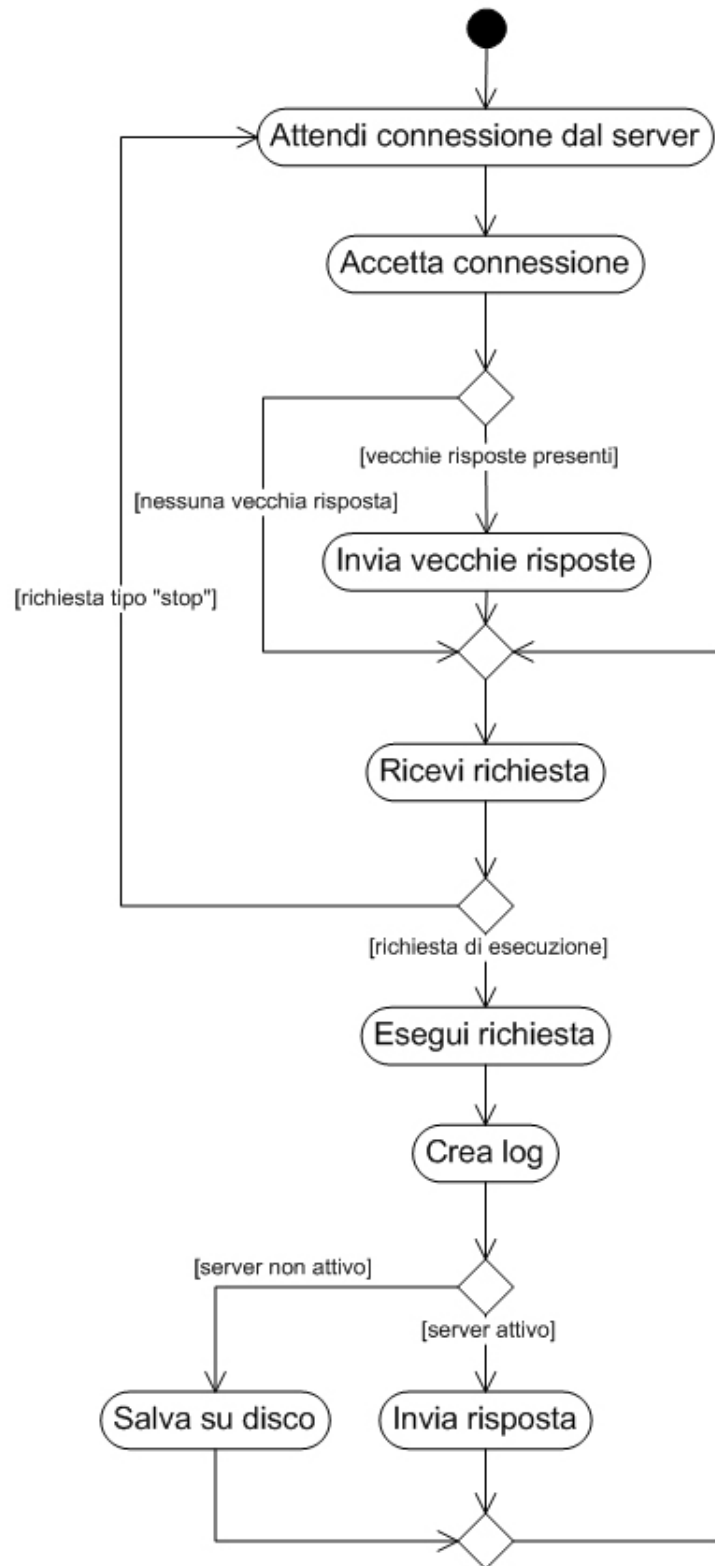 Attendi connessione dal server
Accetta connessione
[vecchie risposte presenti]
[nessuna vecchia risposta]
Invia vecchie risposte
[richiesta tipo "stop"]
Ricevi richiesta
[richiesta di esecuzione]
Esegui richiesta
Crea log
[server non attivo]
[server attivo]
Salva su disco
Invia risposta